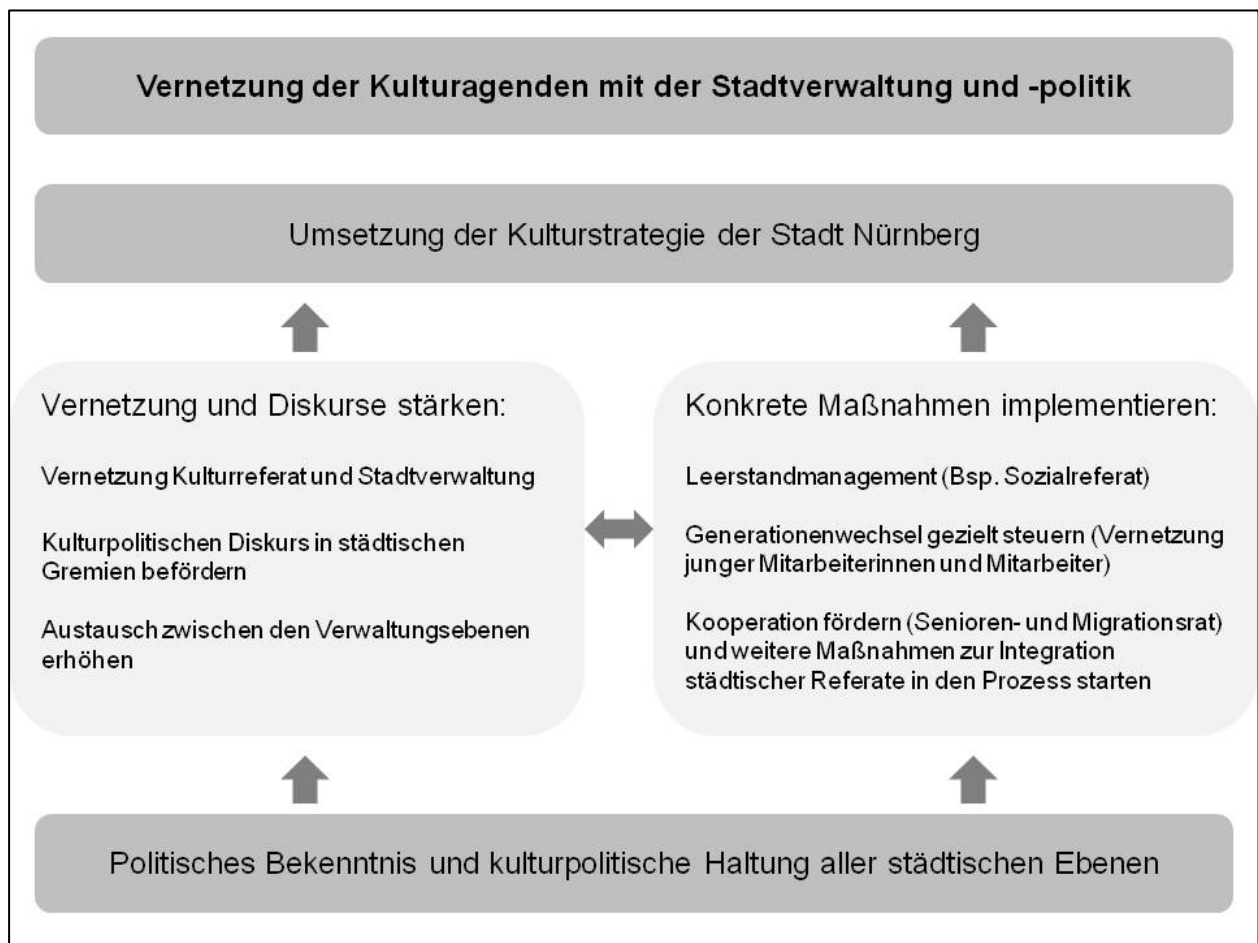 Vernetzung der Kulturagenden mit der Stadtverwaltung und -politik
Umsetzung der Kulturstrategie der Stadt Nürnberg
Vernetzung und Diskurse stärken:
Vernetzung Kulturreferat und Stadtverwaltung
Kulturpolitischen Diskurs in städtischen
Gremien befördern
Austausch zwischen den Verwaltungsebenen
erhöhen
Konkrete Maßnahmen implementieren:
Leerstandmanagement (Bsp. Sozialreferat)
Generationenwechsel gezielt steuern (Vernetzung
junger Mitarbeiterinnen und Mitarbeiter)
Kooperation fördern (Senioren- und Migrationsrat)
und weitere Maßnahmen zur Integration
städtischer Referate in den Prozess starten
Politisches Bekenntnis und kulturpolitische Haltung aller städtischen Ebenen